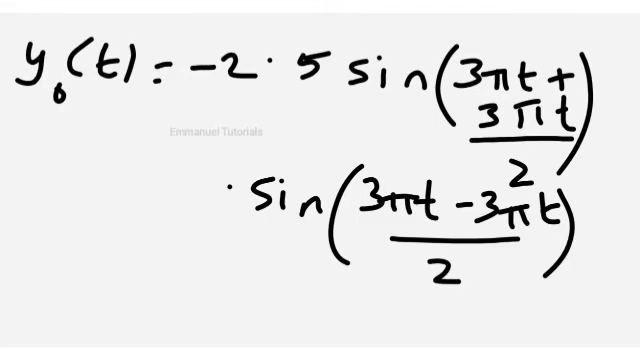 y₀(t) = -2 · 5 sin(3πt +
3πt)
2
Emmanuel Tutorials
· sin(3πt - 3πt)
2